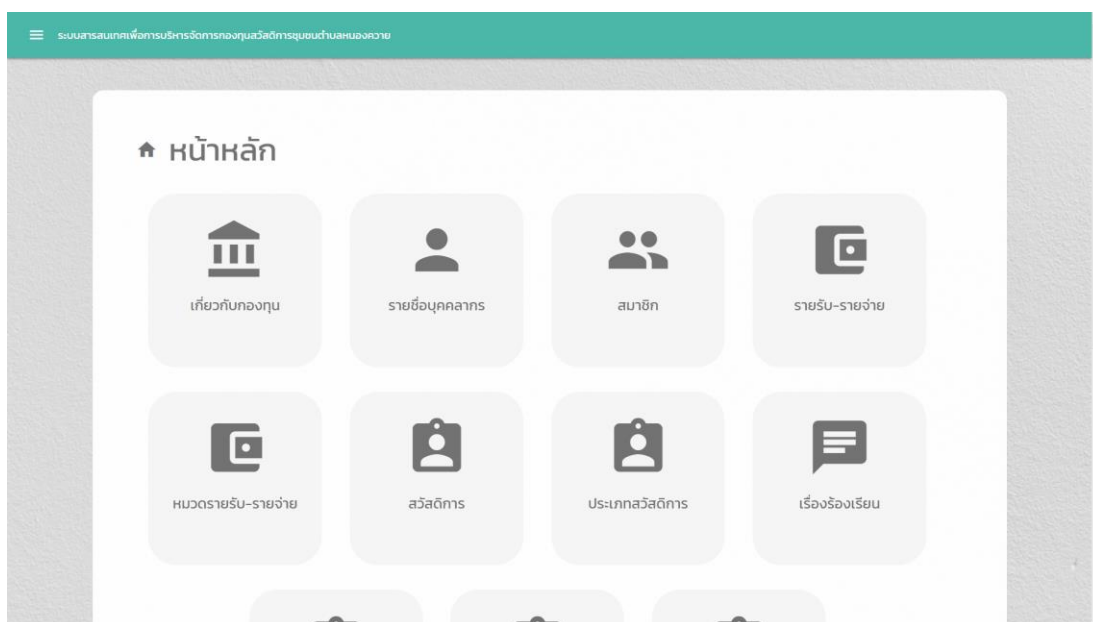 ระบบสารสนเทศเพื่อการบริหารจัดการกองทุนสวัสดิการชุมชนตำบลหนองควาย
หน้าหลัก
เกี่ยวกับกองทุน
รายชื่อบุคคลากร
สมาชิก
รายรับ-รายจ่าย
หมวดรายรับ-รายจ่าย
สวัสดิการ
ประเภทสวัสดิการ
เรื่องร้องเรียน